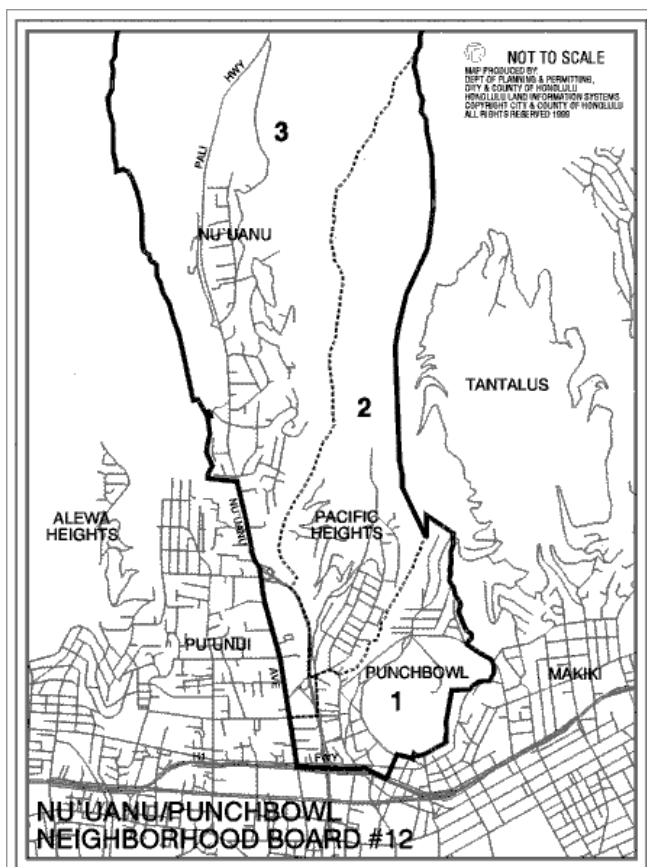 NOT TO SCALE
MAP PRODUCED BY:
DEPT OF PLANNING & PERMITTING,
CITY & COUNTY OF HONOLULU
HONOLULU LAND INFORMATION SYSTEMS
COPYRIGHT CITY & COUNTY OF HONOLULU
ALL RIGHTS RESERVED 1999
HWY
3
PALI
NU'UANU
TANTALUS
2
NU'UANU
ALEWA
HEIGHTS
PACIFIC
HEIGHTS
PU'UNUI
AVE
PUNCHBOWL
MAKIKI
1
H1
FWY
NU'UANU/PUNCHBOWL
NEIGHBORHOOD BOARD #12